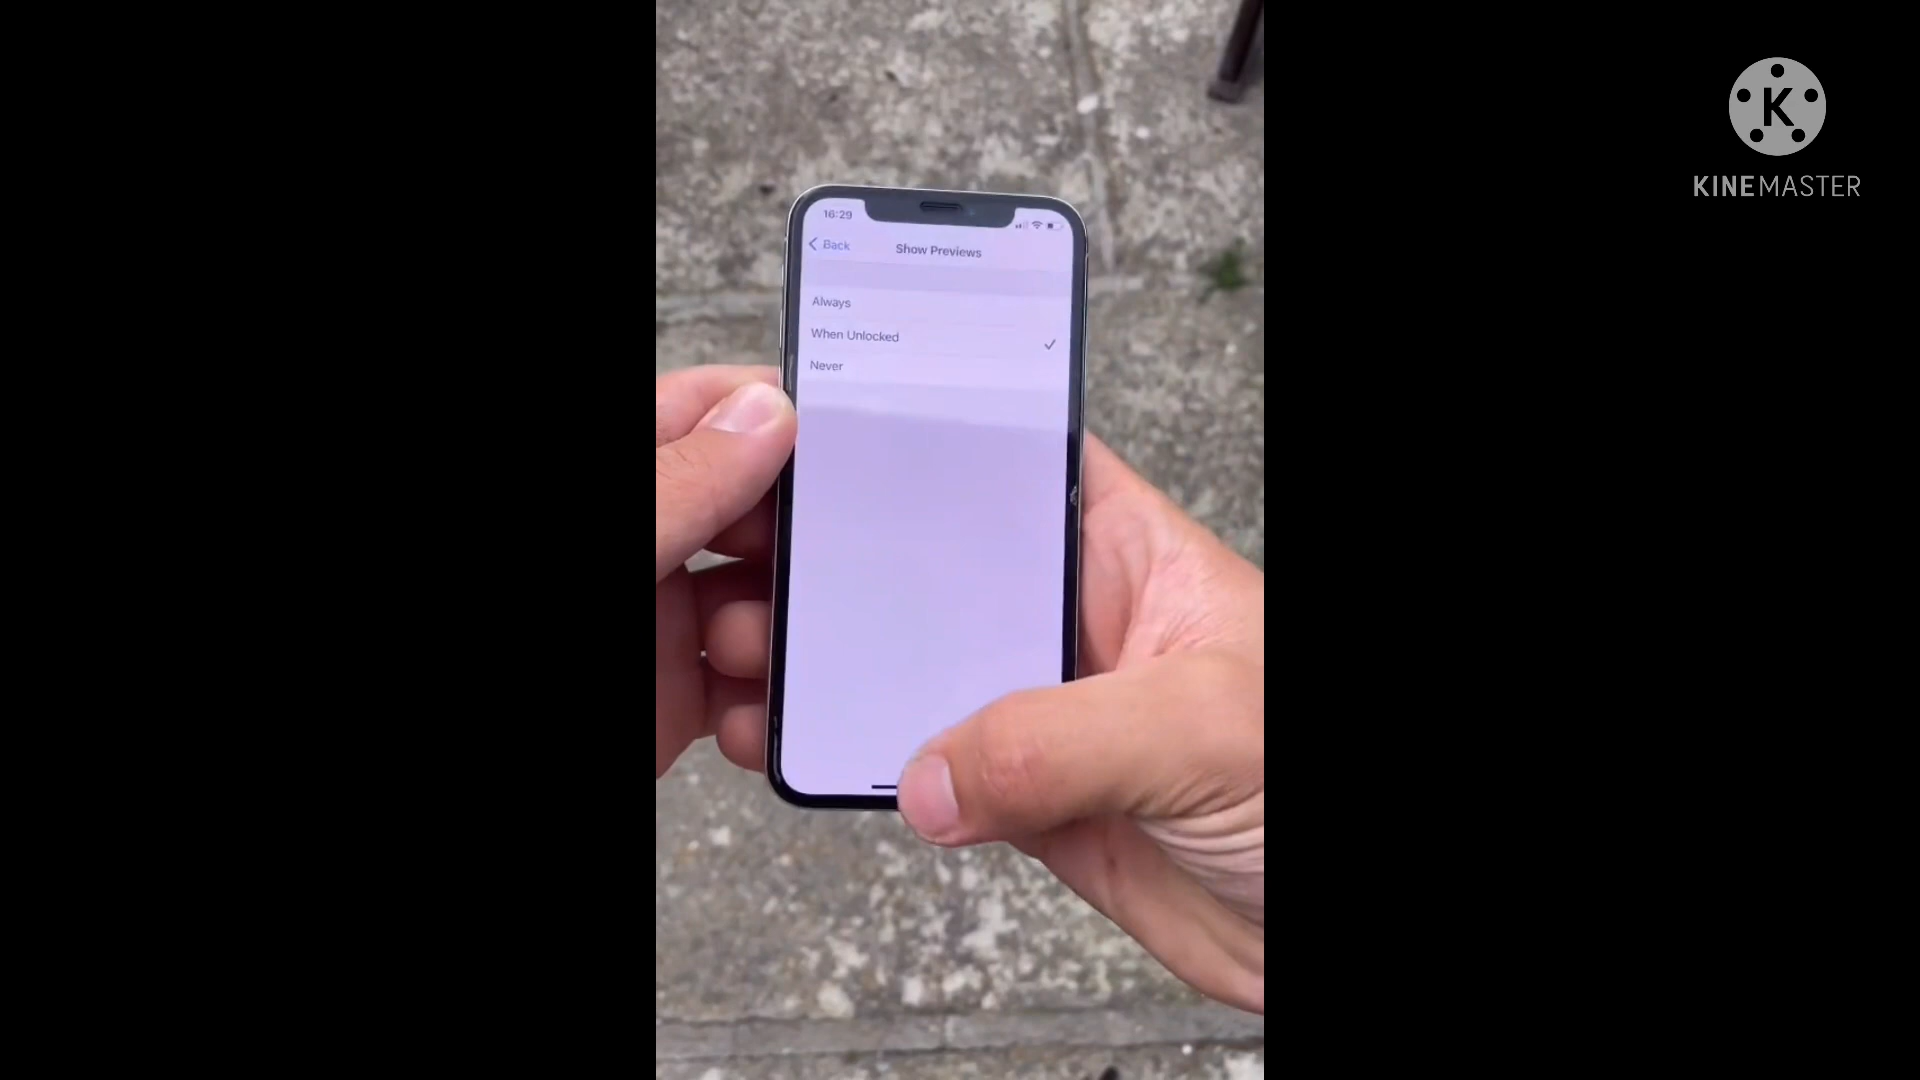 16:29
Back
Show Previews
Always
When Unlocked
Never
K
KINEMASTER